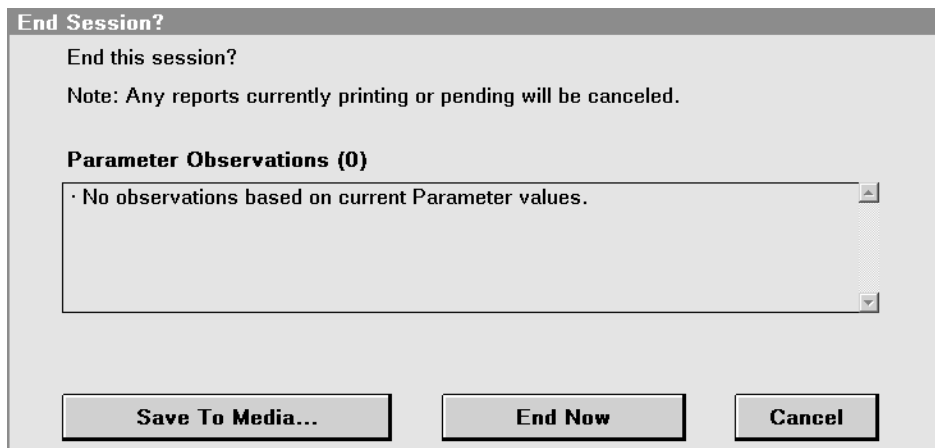 End Session?
End this session?
Note: Any reports currently printing or pending will be canceled.
Parameter Observations (0)
· No observations based on current Parameter values.
Save To Media... End Now Cancel